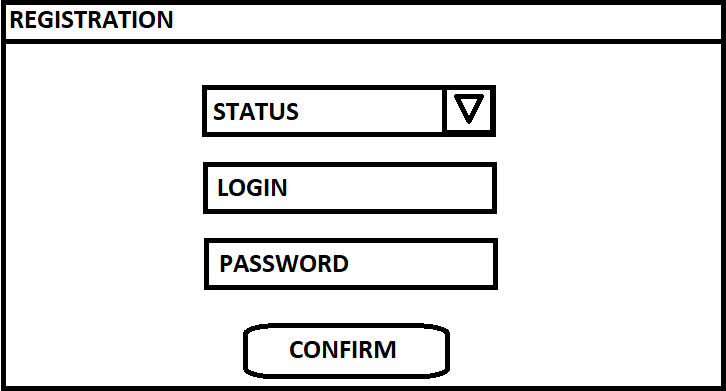 REGISTRATION
STATUS
LOGIN
PASSWORD
CONFIRM